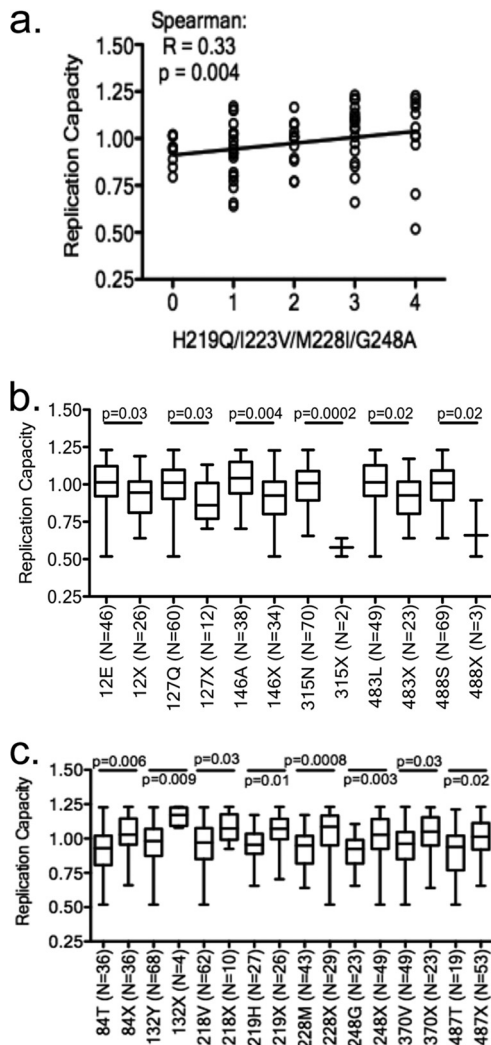 a.
Spearman:
R = 0.33
p = 0.004
Replication Capacity
1.50
1.25
1.00
0.75
0.50
0.25
0 1 2 3 4
H219Q/I223V/M228I/G248A
b.
p=0.03 p=0.03 p=0.004 p=0.0002 p=0.02 p=0.02
Replication Capacity
1.50
1.25
1.00
0.75
0.50
0.25
12E (N=46)
12X (N=26)
127Q (N=60)
127X (N=12)
146A (N=38)
146X (N=34)
315N (N=70)
315X (N=2)
483L (N=49)
483X (N=23)
488S (N=69)
488X (N=3)
c.
p=0.006 p=0.03 p=0.0008 p=0.03
p=0.009 p=0.01 p=0.003 p=0.02
Replication Capacity
1.50
1.25
1.00
0.75
0.50
0.25
84T (N=36)
84X (N=36)
132Y (N=68)
132X (N=4)
218V (N=62)
218X (N=10)
219H (N=27)
219X (N=26)
228M (N=43)
228X (N=29)
248G (N=23)
248X (N=49)
370V (N=49)
370X (N=23)
487T (N=19)
487X (N=53)